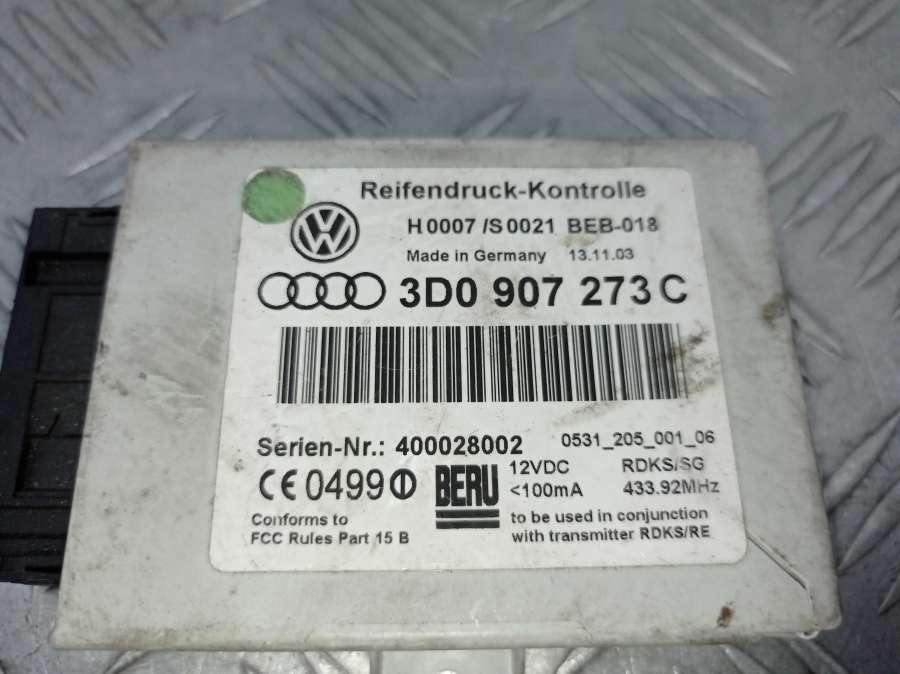 Reifendruck-Kontrolle
H0007 /S0021 BEB-018
Made in Germany 13.11.03
3D0 907 273 C
Serien-Nr.: 400028002 0531_205_001_06
CE 0499 BERU 12VDC RDKS/SG
<100mA 433.92MHz
Conforms to
FCC Rules Part 15 B
to be used in conjunction
with transmitter RDKS/RE